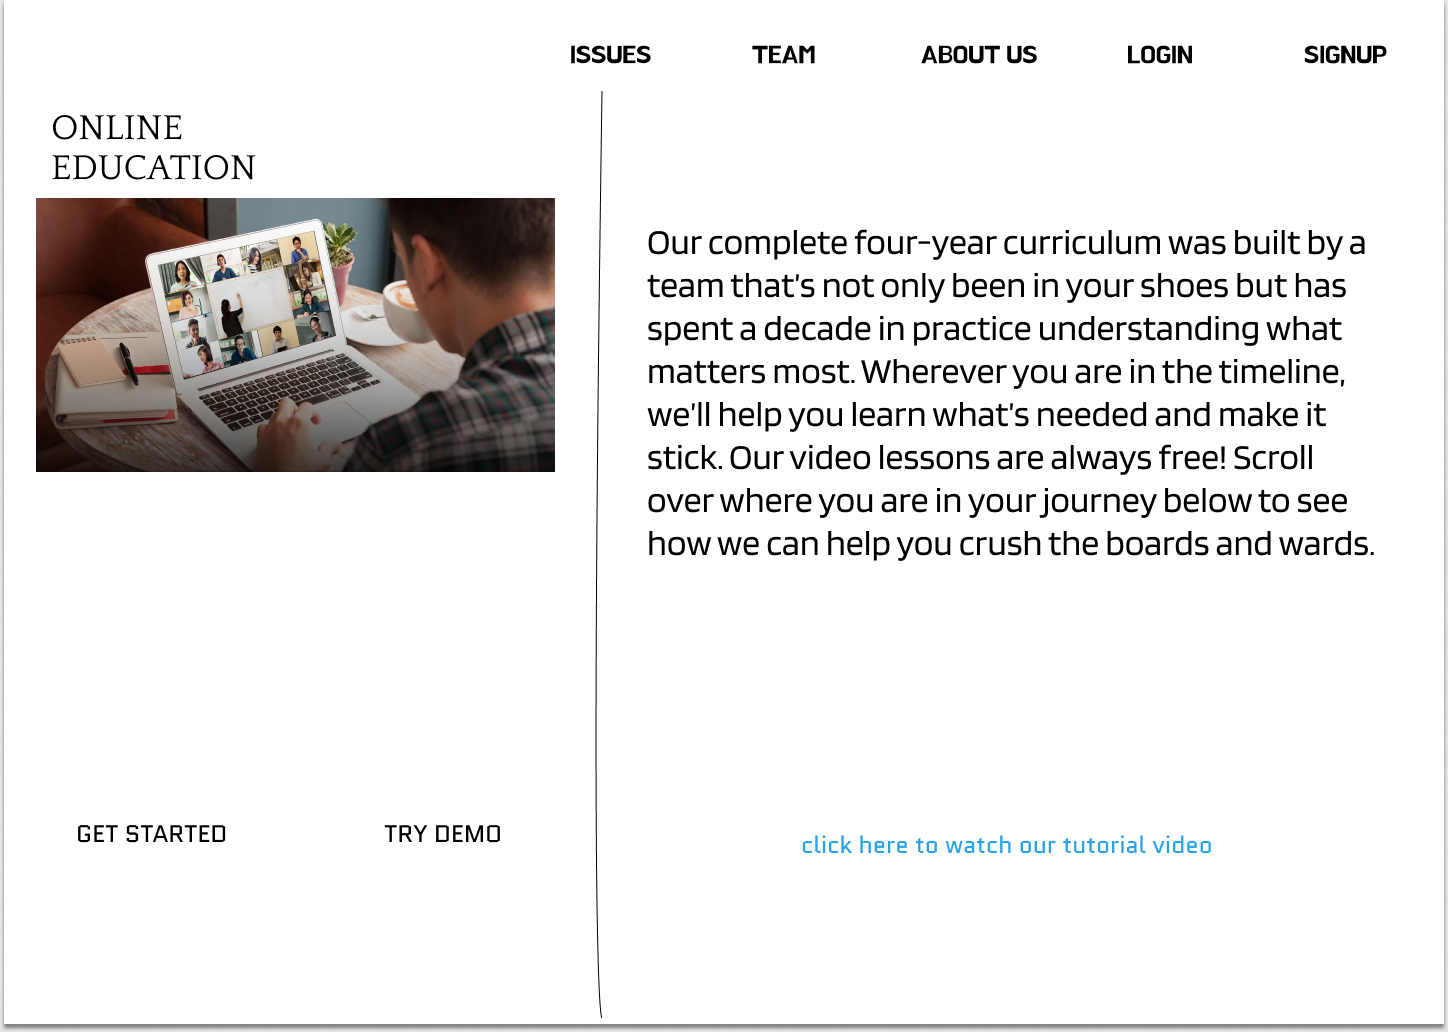 ISSUES TEAM ABOUT US LOGIN SIGNUP
ONLINE
EDUCATION
Our complete four-year curriculum was built by a
team that's not only been in your shoes but has
spent a decade in practice understanding what
matters most. Wherever you are in the timeline,
we'll help you learn what's needed and make it
stick. Our video lessons are always free! Scroll
over where you are in your journey below to see
how we can help you crush the boards and wards.
GET STARTED TRY DEMO
click here to watch our tutorial video